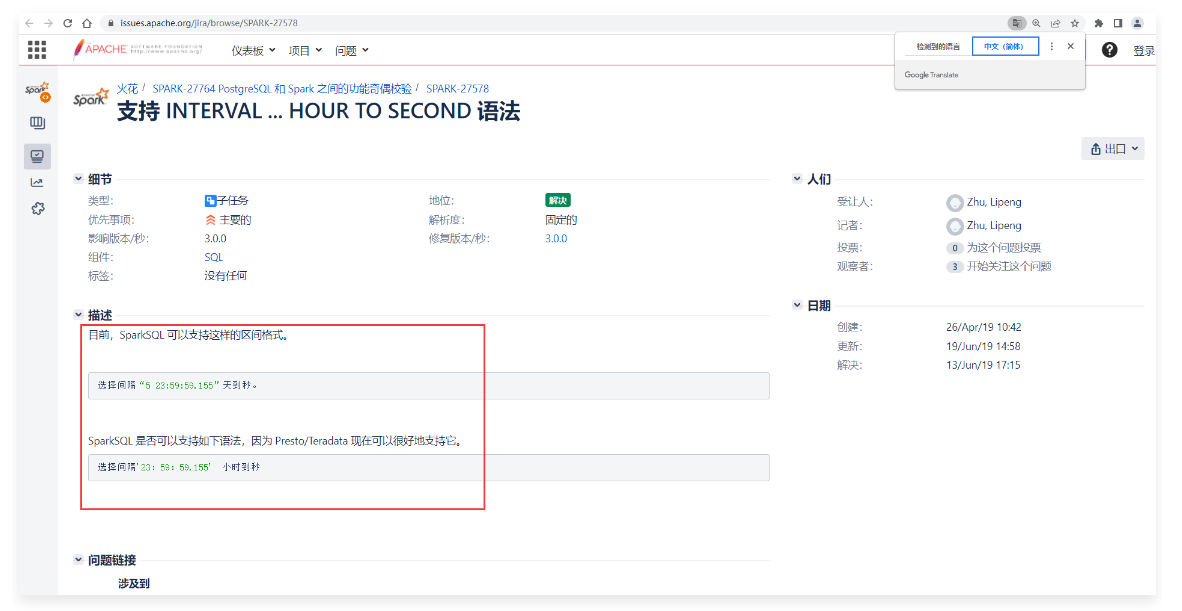 issues.apache.org/jira/browse/SPARK-27578
APACHE SOFTWARE FOUNDATION
http://www.apache.org/
仪表板 项目 问题
检测到的语言 中文（简体）
Google Translate
登录
Spark
火花 / SPARK-27764 PostgreSQL 和 Spark 之间的功能奇偶校验 / SPARK-27578
Spark
支持 INTERVAL ... HOUR TO SECOND 语法
出口
细节
类型: 子任务
地位: 解决
优先事项: 主要的
解析度: 固定的
影响版本/秒: 3.0.0
修复版本/秒: 3.0.0
组件: SQL
标签: 没有任何
人们
受让人: Zhu, Lipeng
记者: Zhu, Lipeng
投票: 0 为这个问题投票
观察者: 3 开始关注这个问题
描述
目前，SparkSQL 可以支持这样的区间格式。
选择间隔“5 23:59:59.155”天到秒。
SparkSQL 是否可以支持如下语法，因为 Presto/Teradata 现在可以很好地支持它。
选择间隔'23: 59: 59.155' 小时到秒
日期
创建: 26/Apr/19 10:42
更新: 19/Jun/19 14:58
解决: 13/Jun/19 17:15
问题链接
涉及到